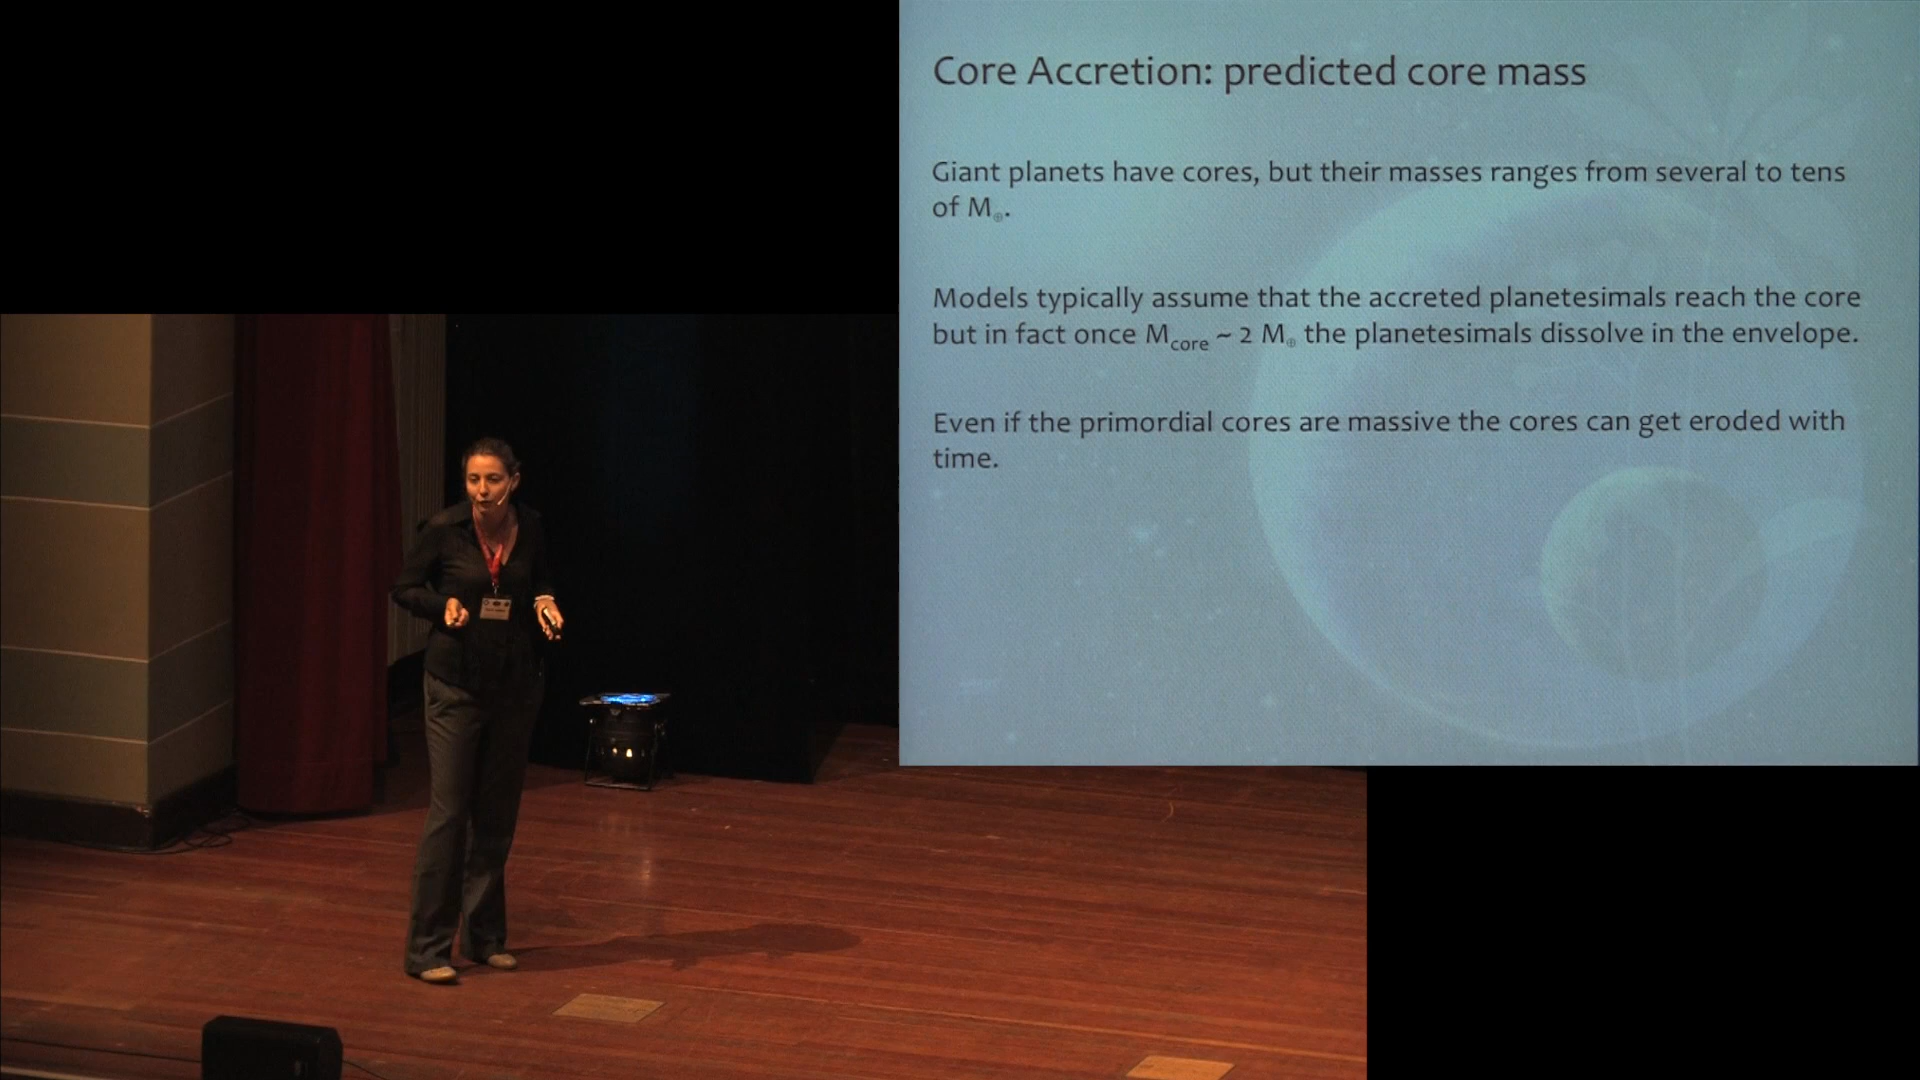 Core Accretion: predicted core mass
Giant planets have cores, but their masses ranges from several to tens
of M⊕.
Models typically assume that the accreted planetesimals reach the core
but in fact once Mcore ~ 2 M⊕ the planetesimals dissolve in the envelope.
Even if the primordial cores are massive the cores can get eroded with
time.